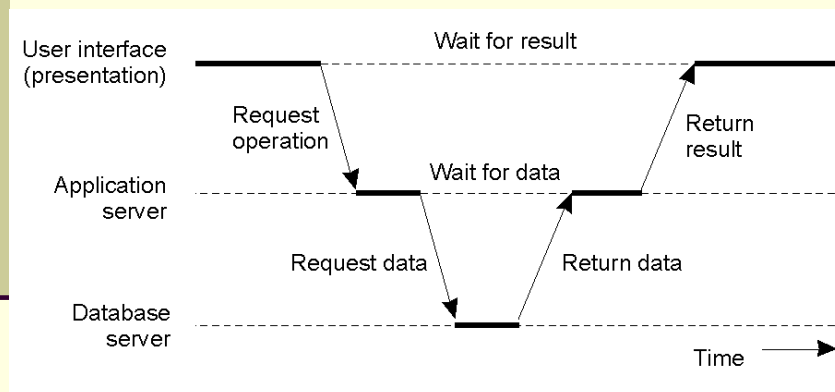 Wait for result
User interface
(presentation)
Request
operation
Return
result
Wait for data
Application
server
Request data
Return data
Database
server
Time